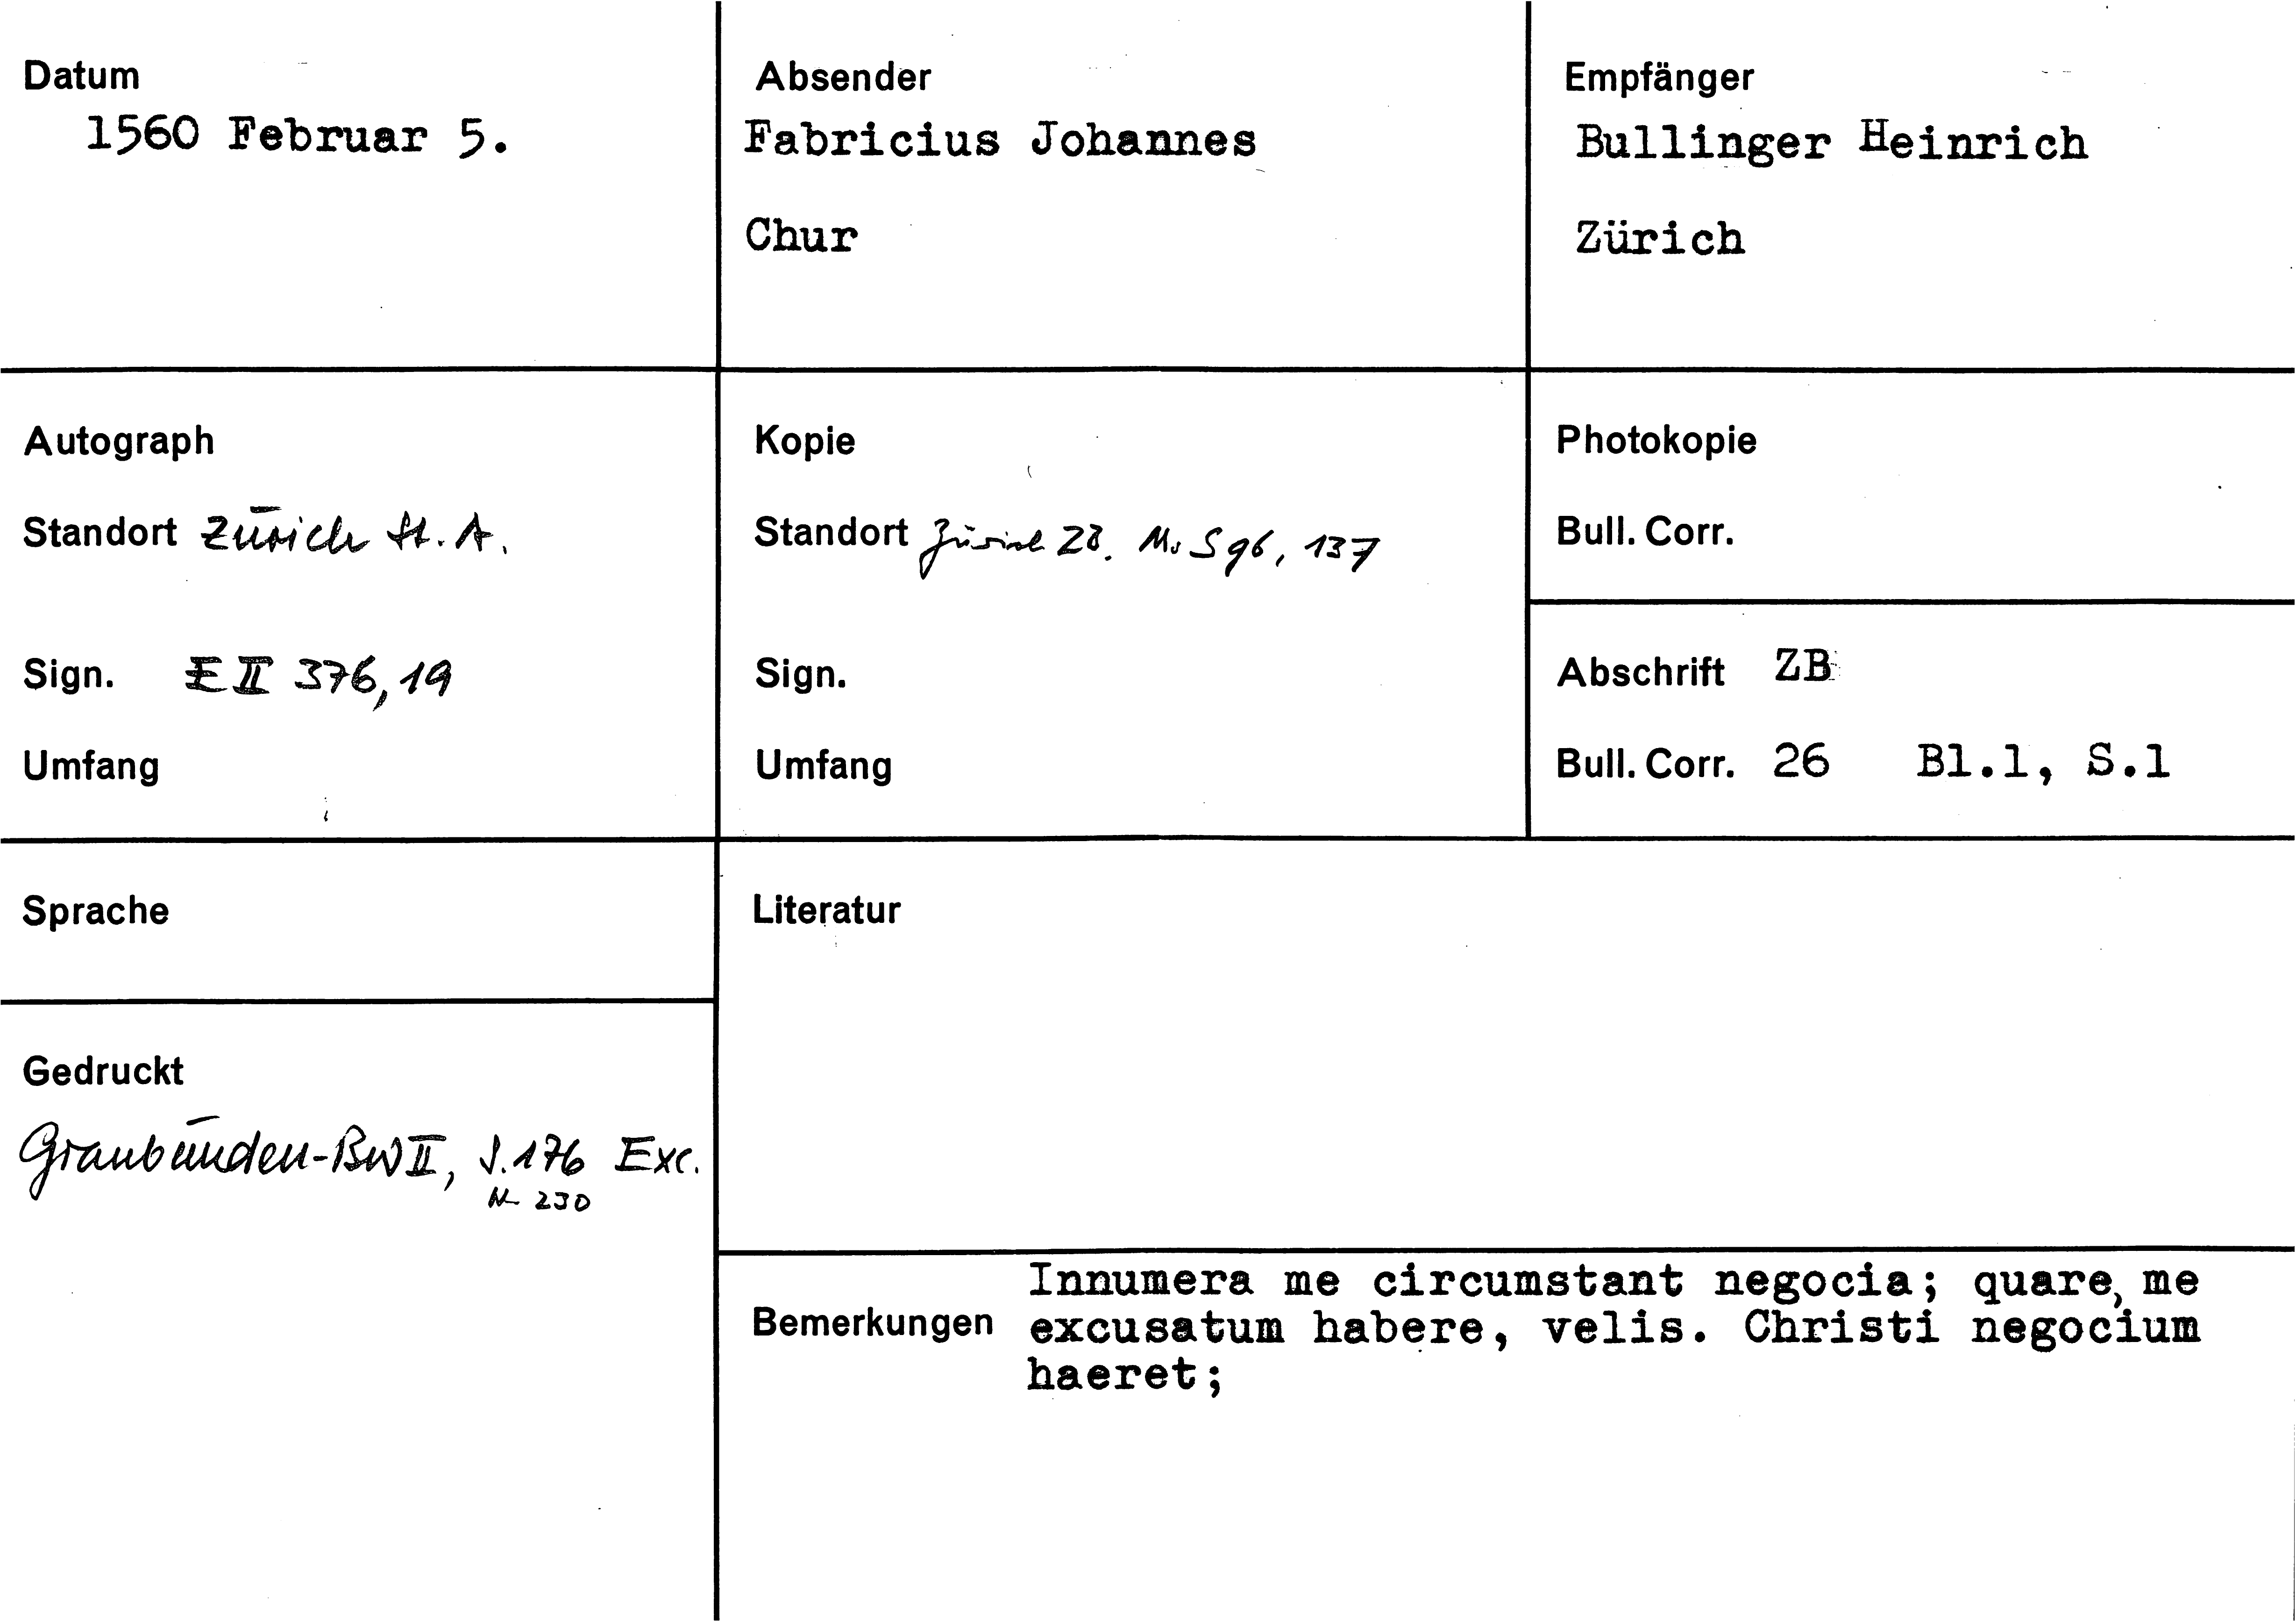 Datum
1560 Februar 5.
Absender
Fabricius Johannes
Chur
Empfänger
Bullinger Heinrich
Zürich
Autograph
Standort Zürich St. A.
Sign. E II 376,19
Umfang
Kopie
Standort Zürich ZB. Ms S 96, 137
Sign.
Umfang
Photokopie
Bull. Corr.
Abschrift ZB
Bull. Corr. 26 Bl.1, S.1
Sprache
Gedruckt
Graubünden-BW II, S. 176 Exc.
Nr 230
Literatur
Bemerkungen
Innumera me circumstant negocia; quare, me
excusatum habere, velis. Christi negocium
haeret;